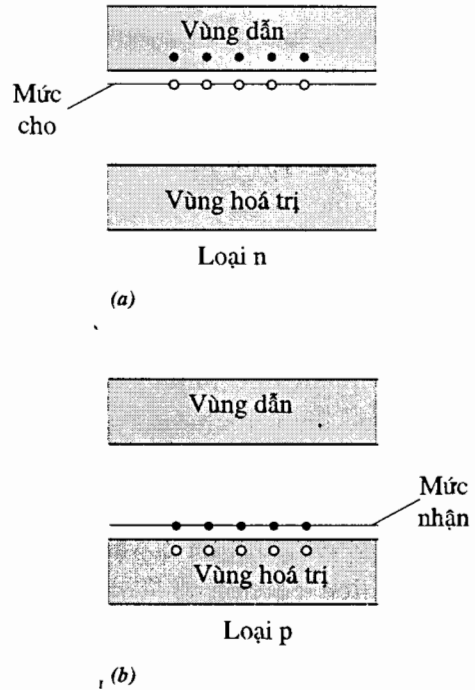 Vùng dẫn
Mức
cho
Vùng hoá trị
Loại n
(a)
Vùng dẫn
Mức
nhận
Vùng hoá trị
Loại p
(b)